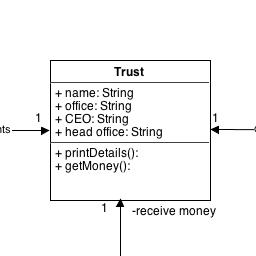 Trust
+ name: String
+ office: String
1
1
+ CEO: String
nts
+ head office: String
+ printDetails():
+ getMoney():
1
-receive money